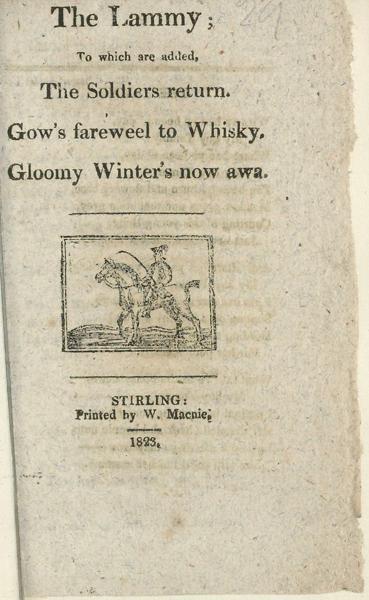 The Lammy;
To which are added,
The Soldiers return.
Gow's fareweel to Whisky.
Gloomy Winter's now awa.
STIRLING:
Printed by W. Macnie,
1823.